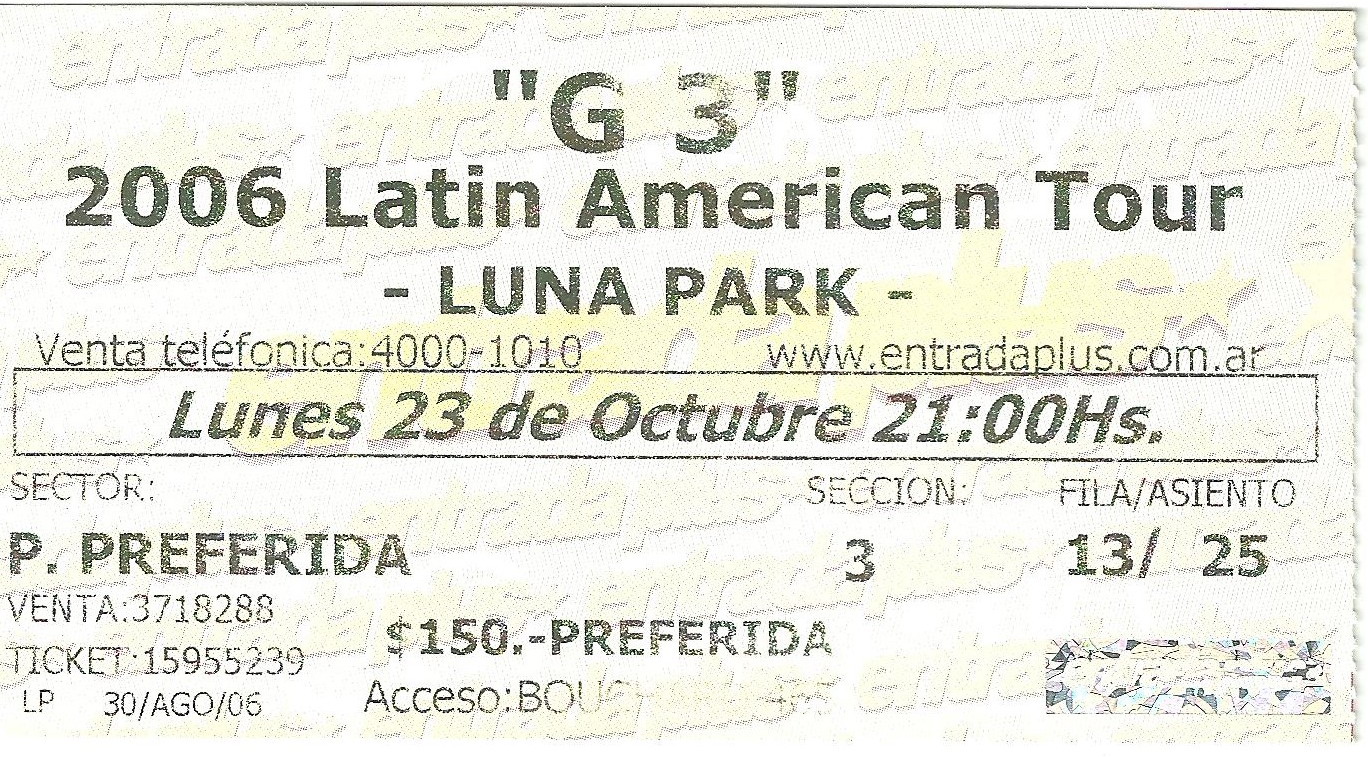 "G 3"
2006 Latin American Tour
- LUNA PARK -
Venta teléfonica:4000-1010 www.entradaplus.com.ar
Lunes 23 de Octubre 21:00Hs.
SECTOR: SECCION: FILA/ASIENTO
P. PREFERIDA 3 13/ 25
VENTA:3718288
$150.-PREFERIDA
TICKET:15955239
LP 30/AGO/06 Acceso: